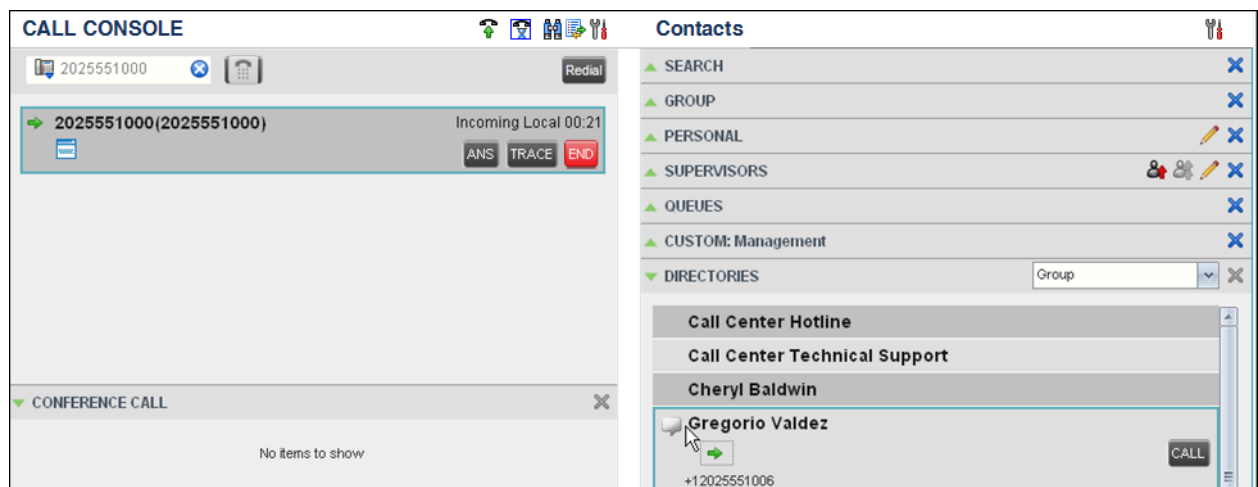 CALL CONSOLE
2025551000
Redial
2025551000(2025551000)
Incoming Local 00:21
www
ANS
TRACE
END
CONFERENCE CALL
No items to show
Contacts
SEARCH
GROUP
PERSONAL
SUPERVISORS
QUEUES
CUSTOM: Management
DIRECTORIES
Group
Call Center Hotline
Call Center Technical Support
Cheryl Baldwin
Gregorio Valdez
CALL
+12025551006